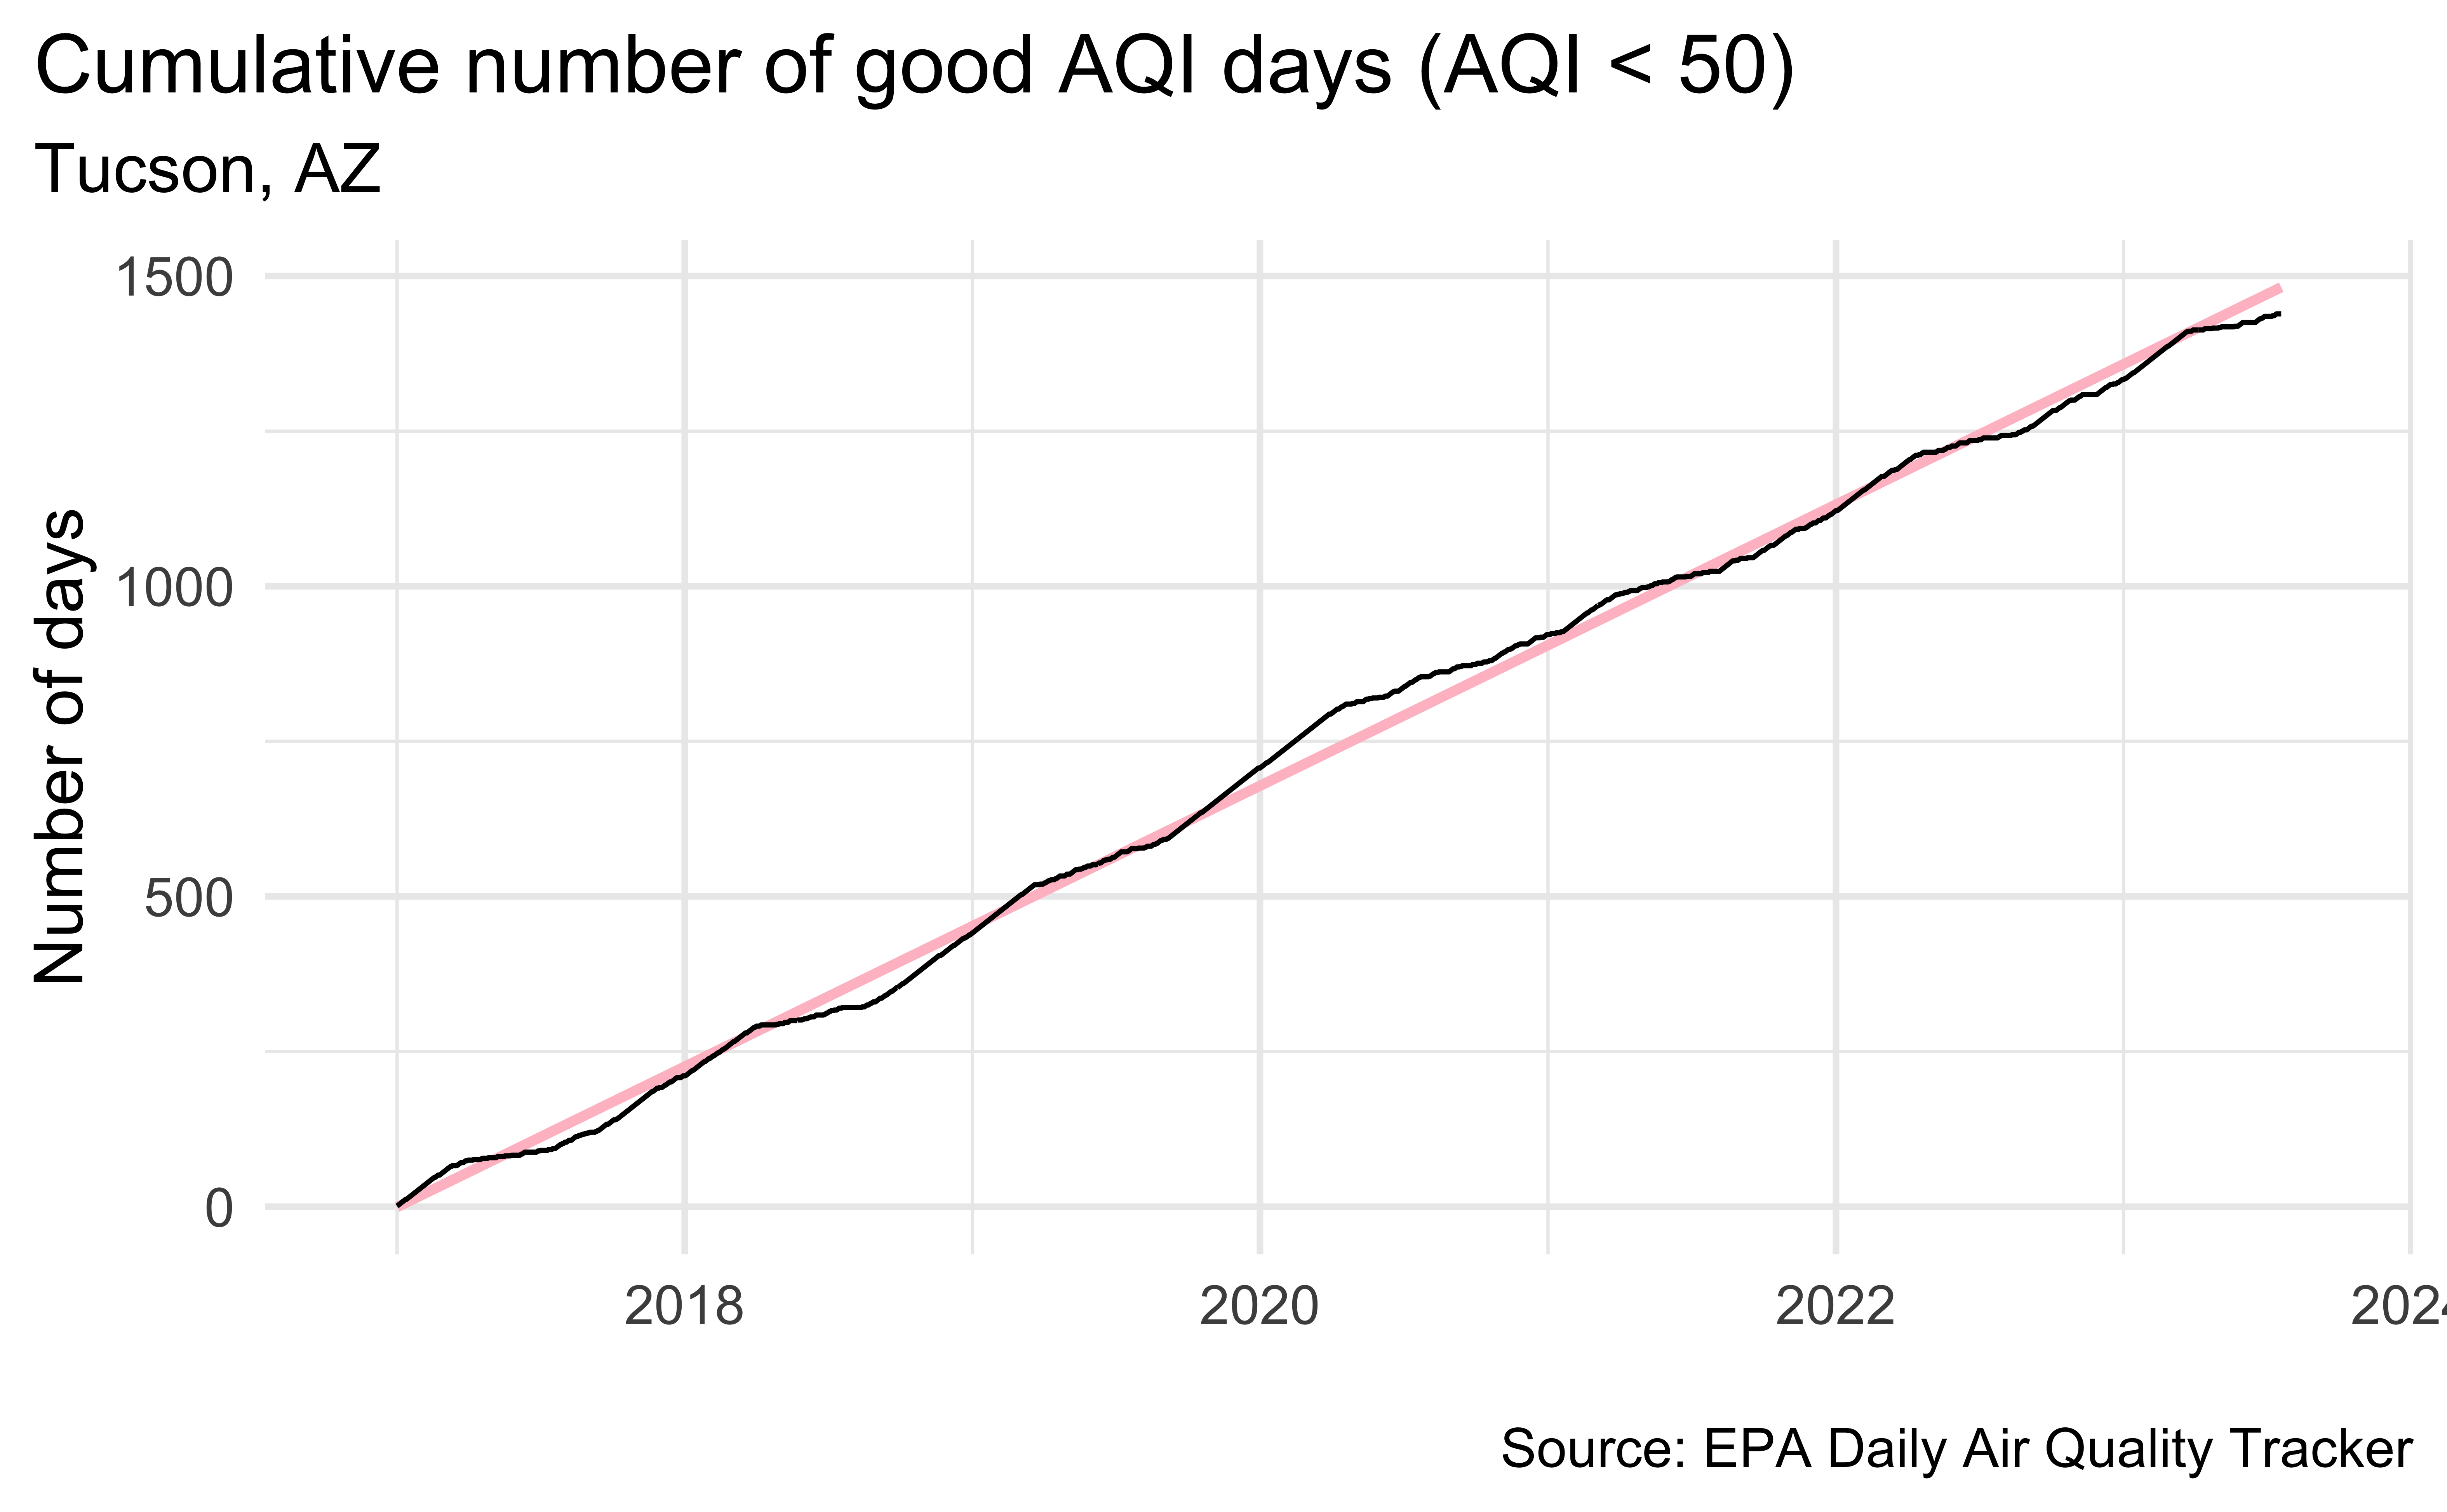 Cumulative number of good AQI days (AQI < 50)
Tucson, AZ
Number of days
1500
1000
500
0
2018
2020
2022
202
Source: EPA Daily Air Quality Tracker